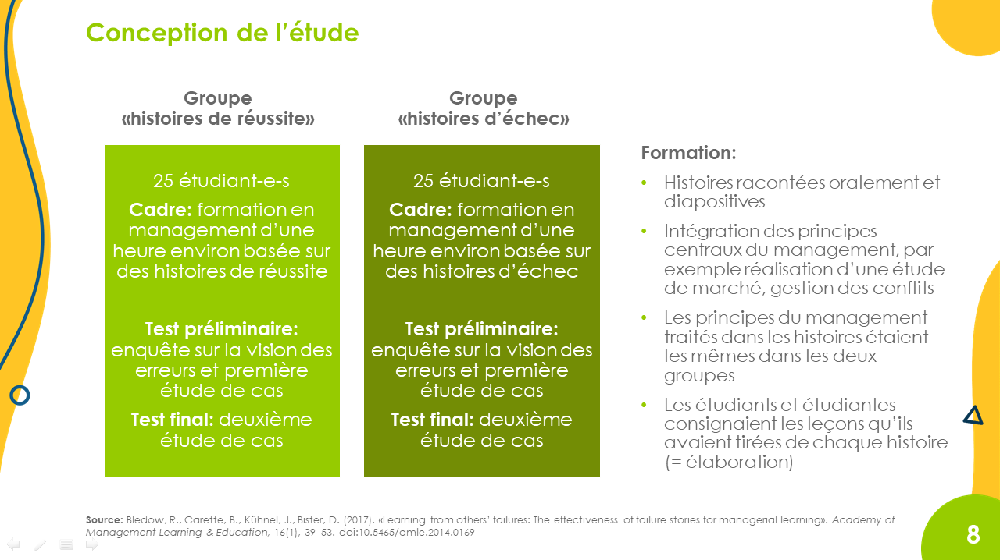 Conception de l’étude
Groupe
«histoires de réussite»
25 étudiant-e-s
Cadre: formation en
management d’une
heure environ basée sur
des histoires de réussite
Test préliminaire:
enquête sur la vision des
erreurs et première
étude de cas
Test final: deuxième
étude de cas
Groupe
«histoires d’échec»
25 étudiant-e-s
Cadre: formation en
management d’une
heure environ basée sur
des histoires d’échec
Test préliminaire:
enquête sur la vision des
erreurs et première
étude de cas
Test final: deuxième
étude de cas
Formation:
• Histoires racontées oralement et
diapositives
• Intégration des principes
centraux du management, par
exemple réalisation d’une étude
de marché, gestion des conflits
• Les principes du management
traités dans les histoires étaient
les mêmes dans les deux
groupes
• Les étudiants et étudiantes
consignaient les leçons qu’ils
avaient tirées de chaque histoire
(= élaboration)
Source: Bledow, R., Carette, B., Kühnel, J., Bister, D. (2017). «Learning from others’ failures: The effectiveness of failure stories for managerial learning». Academy of
Management Learning & Education, 16(1), 39–53. doi:10.5465/amle.2014.0169
8